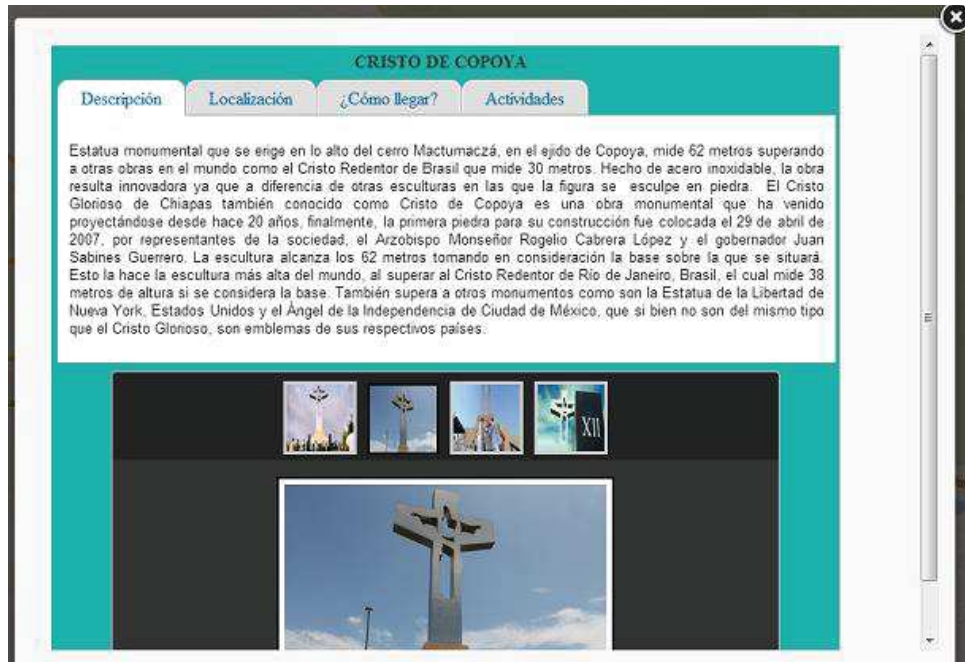 CRISTO DE COPOYA
Descripción Localización ¿Cómo llegar? Actividades
Estatua monumental que se erige en lo alto del cerro Mactumaczá, en el ejido de Copoya, mide 62 metros superando
a otras obras en el mundo como el Cristo Redentor de Brasil que mide 30 metros. Hecho de acero inoxidable, la obra
resulta innovadora ya que a diferencia de otras esculturas en las que la figura se esculpe en piedra. El Cristo
Glorioso de Chiapas también conocido como Cristo de Copoya es una obra monumental que ha venido
proyectándose desde hace 20 años, finalmente, la primera piedra para su construcción fue colocada el 29 de abril de
2007, por representantes de la sociedad, el Arzobispo Monseñor Rogelio Cabrera López y el gobernador Juan
Sabines Guerrero. La escultura alcanza los 62 metros tomando en consideración la base sobre la que se situará.
Esto la hace la escultura más alta del mundo, al superar al Cristo Redentor de Río de Janeiro, Brasil, el cual mide 38
metros de altura si se considera la base. También supera a otros monumentos como son la Estatua de la Libertad de
Nueva York, Estados Unidos y el Ángel de la Independencia de Ciudad de México, que si bien no son del mismo tipo
que el Cristo Glorioso, son emblemas de sus respectivos países.
XII